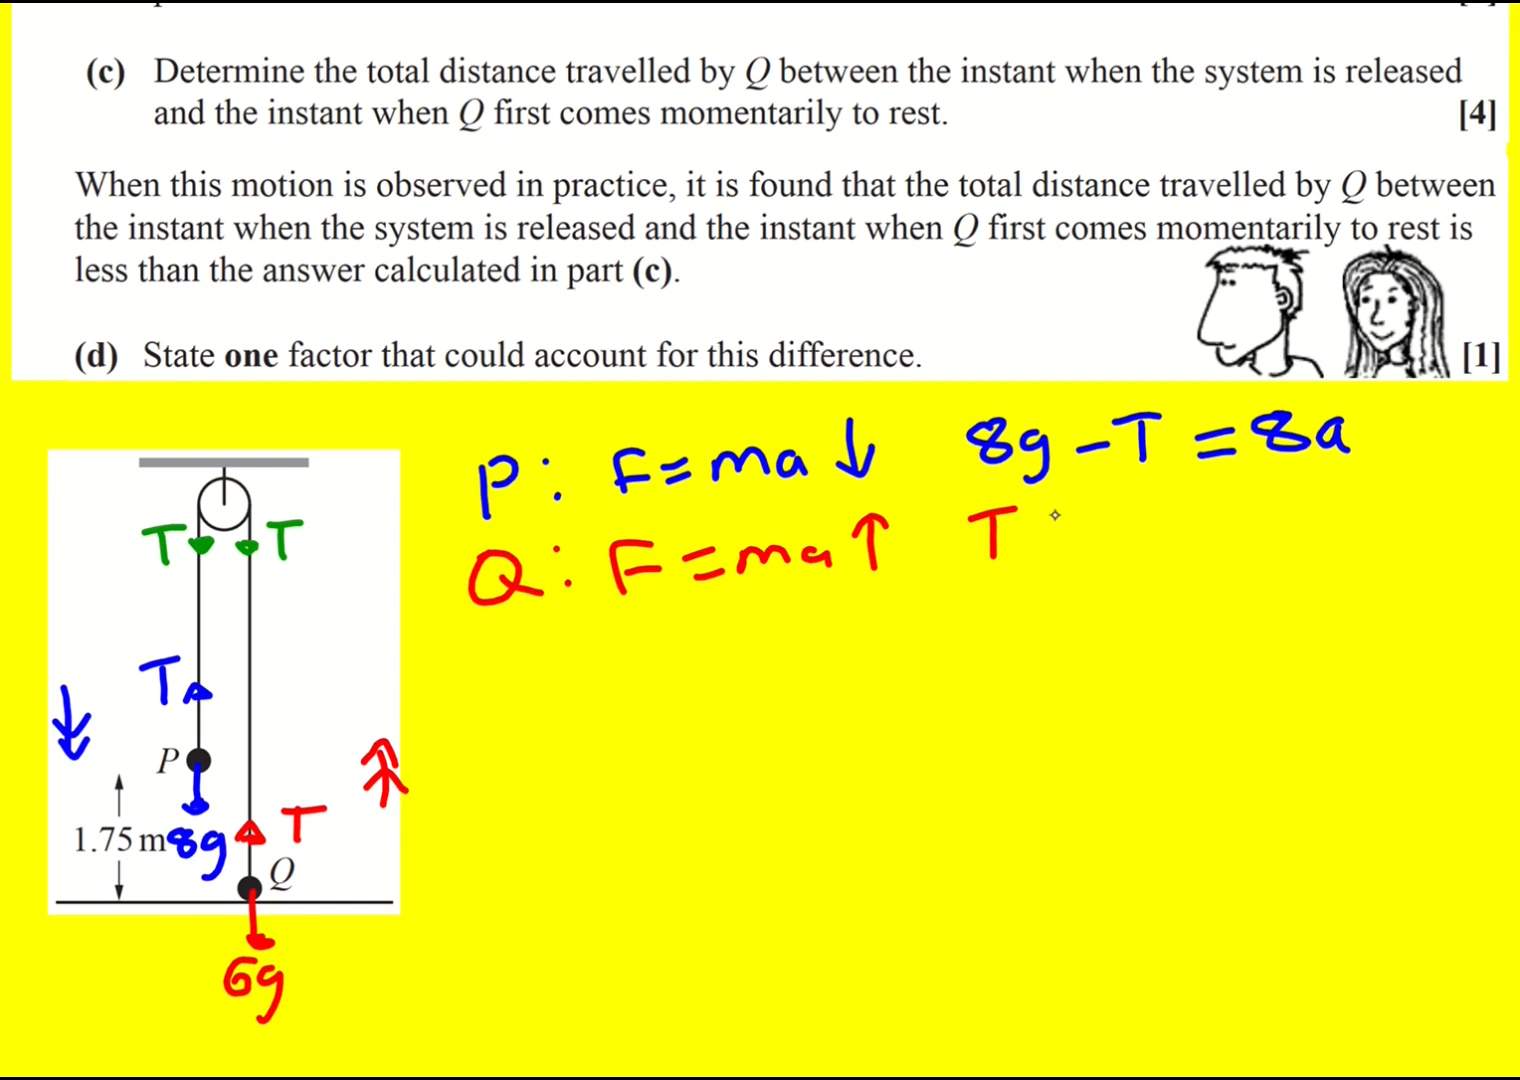 (c) Determine the total distance travelled by Q between the instant when the system is released
and the instant when Q first comes momentarily to rest. [4]
When this motion is observed in practice, it is found that the total distance travelled by Q between
the instant when the system is released and the instant when Q first comes momentarily to rest is
less than the answer calculated in part (c).
(d) State one factor that could account for this difference. [1]
P: F=ma↓ 8g-T=8a
Q: F=ma↑ T
T T
T
P
1.75 m 8g T
Q
6g